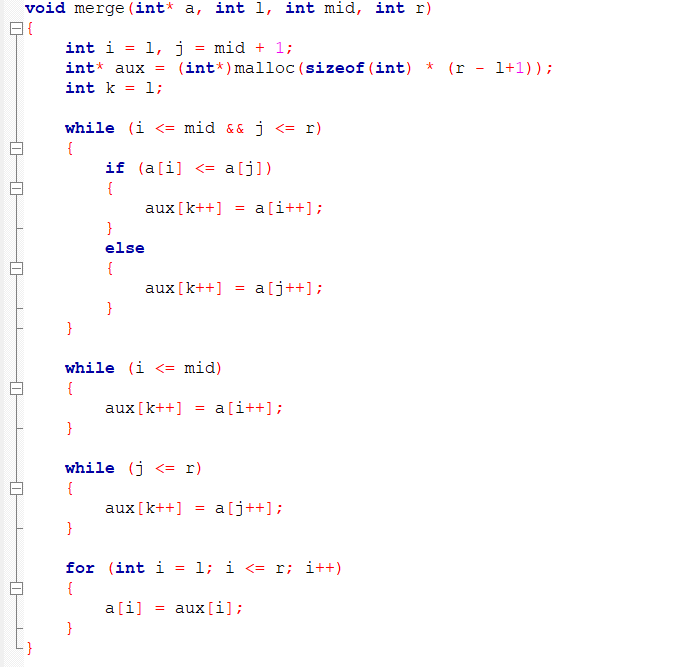 void merge(int* a, int l, int mid, int r)
{
    int i = l, j = mid + 1;
    int* aux = (int*)malloc(sizeof(int) * (r - l+1));
    int k = l;
    while (i <= mid && j <= r)
    {
        if (a[i] <= a[j])
        {
            aux[k++] = a[i++];
        }
        else
        {
            aux[k++] = a[j++];
        }
    }
    while (i <= mid)
    {
        aux[k++] = a[i++];
    }
    while (j <= r)
    {
        aux[k++] = a[j++];
    }
    for (int i = l; i <= r; i++)
    {
        a[i] = aux[i];
    }
}